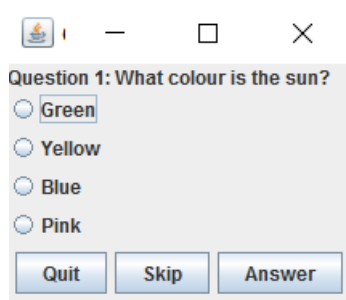 Question 1: What colour is the sun?
Green
Yellow
Blue
Pink
Quit Skip Answer